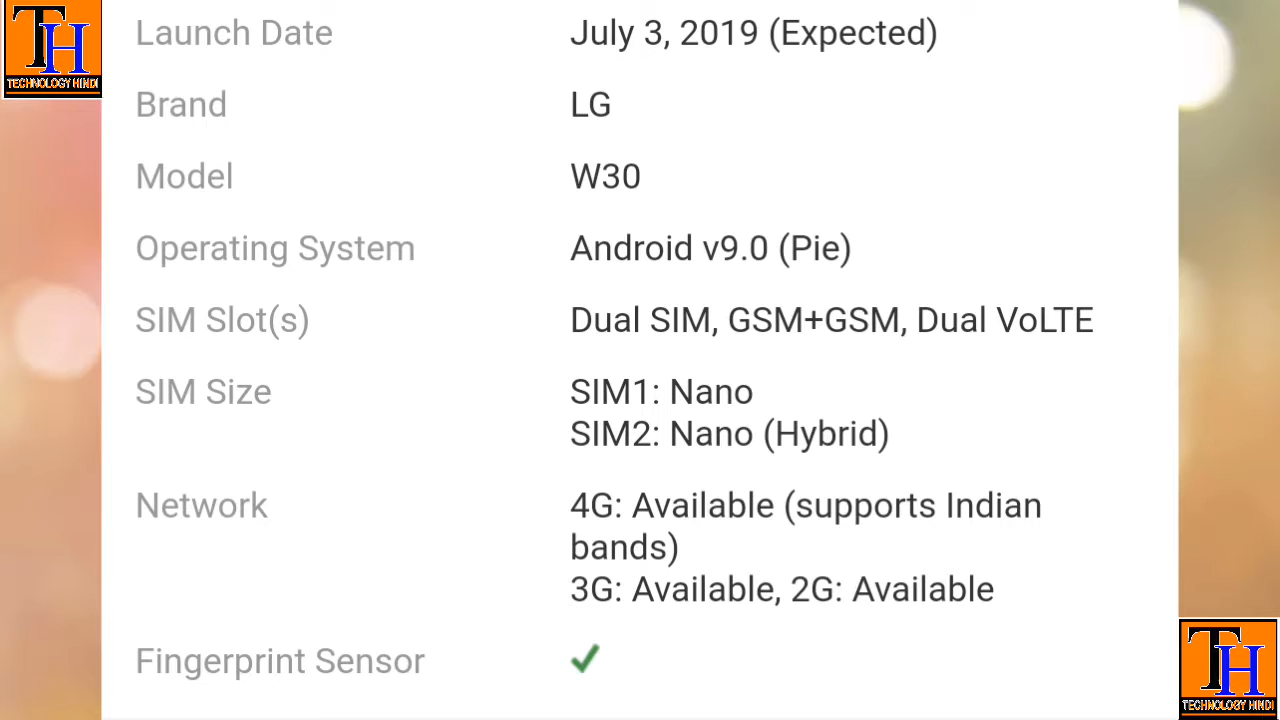 TH
TECHNOLOGY HINDI
Launch Date July 3, 2019 (Expected)
Brand LG
Model W30
Operating System Android v9.0 (Pie)
SIM Slot(s) Dual SIM, GSM+GSM, Dual VoLTE
SIM Size SIM1: Nano
SIM2: Nano (Hybrid)
Network 4G: Available (supports Indian
bands)
3G: Available, 2G: Available
Fingerprint Sensor
TH
TECHNOLOGY HINDI